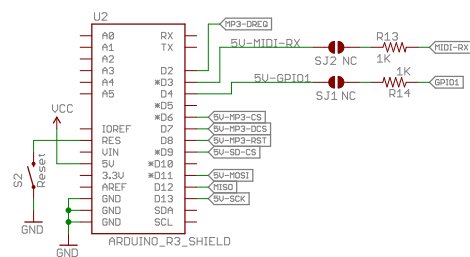 U2
MP3-DREQ
A0 RX
A1 TX
A2
A3 D2
A4 *D3
A5 D4
*D5
*D6
IOREF D7
RES D8
VIN *D9
5V *D10
3.3V *D11
AREF D12
GND D13
GND SDA
GND SCL
ARDUINO_R3_SHIELD
5V-MIDI-RX
SJ2 NC
R13
1K
MIDI-RX
5V-GPIO1
SJ1 NC
1K
R14
GPIO1
5V-MP3-CS
5V-MP3-DCS
5V-MP3-RST
5V-SD-CS
5V-MOSI
MISO
5V-SCK
VCC
S2
Reset
GND
GND